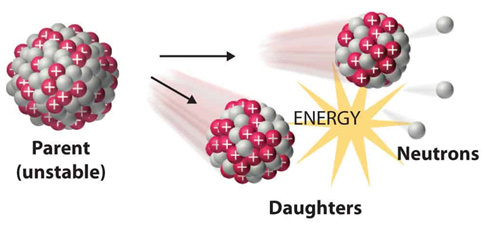 Parent
(unstable)
ENERGY
Neutrons
Daughters